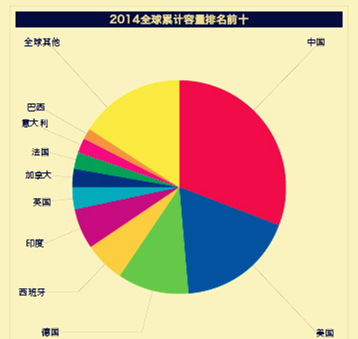 2014全球累计容量排名前十
全球其他
中国
巴西
意大利
法国
加拿大
英国
印度
西班牙
德国
美国